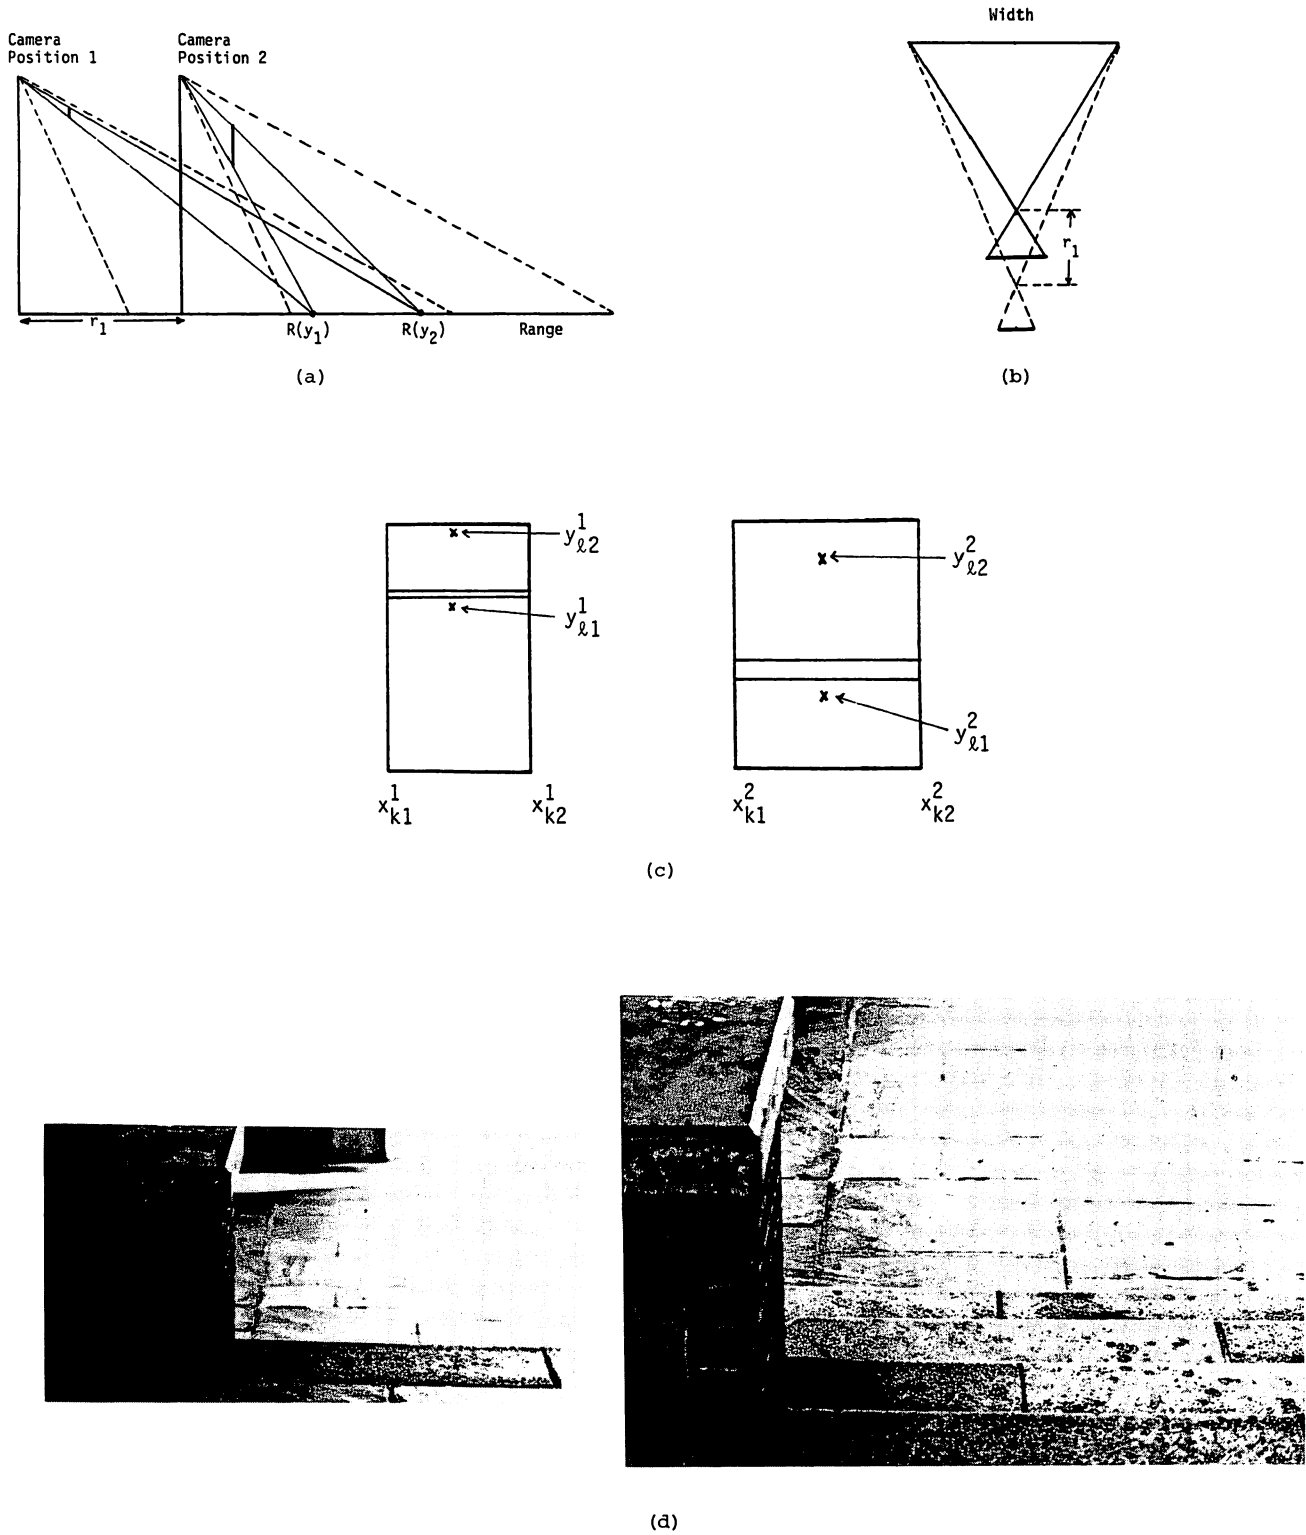 Camera
Position 1
Camera
Position 2
r₁
R(y₁)
R(y₂)
Range
(a)
Width
r₁
(b)
y¹ℓ2
y¹ℓ1
x¹k1
x¹k2
y²ℓ2
y²ℓ1
x²k1
x²k2
(c)
(d)